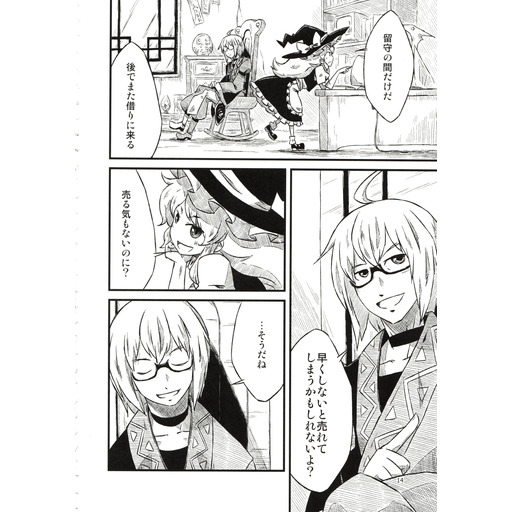 留守の間だけだ
後でまた借りに来る
早くしないと売れて
しまうかもしれないよ?
売る気もないのに?
…そうだね
14